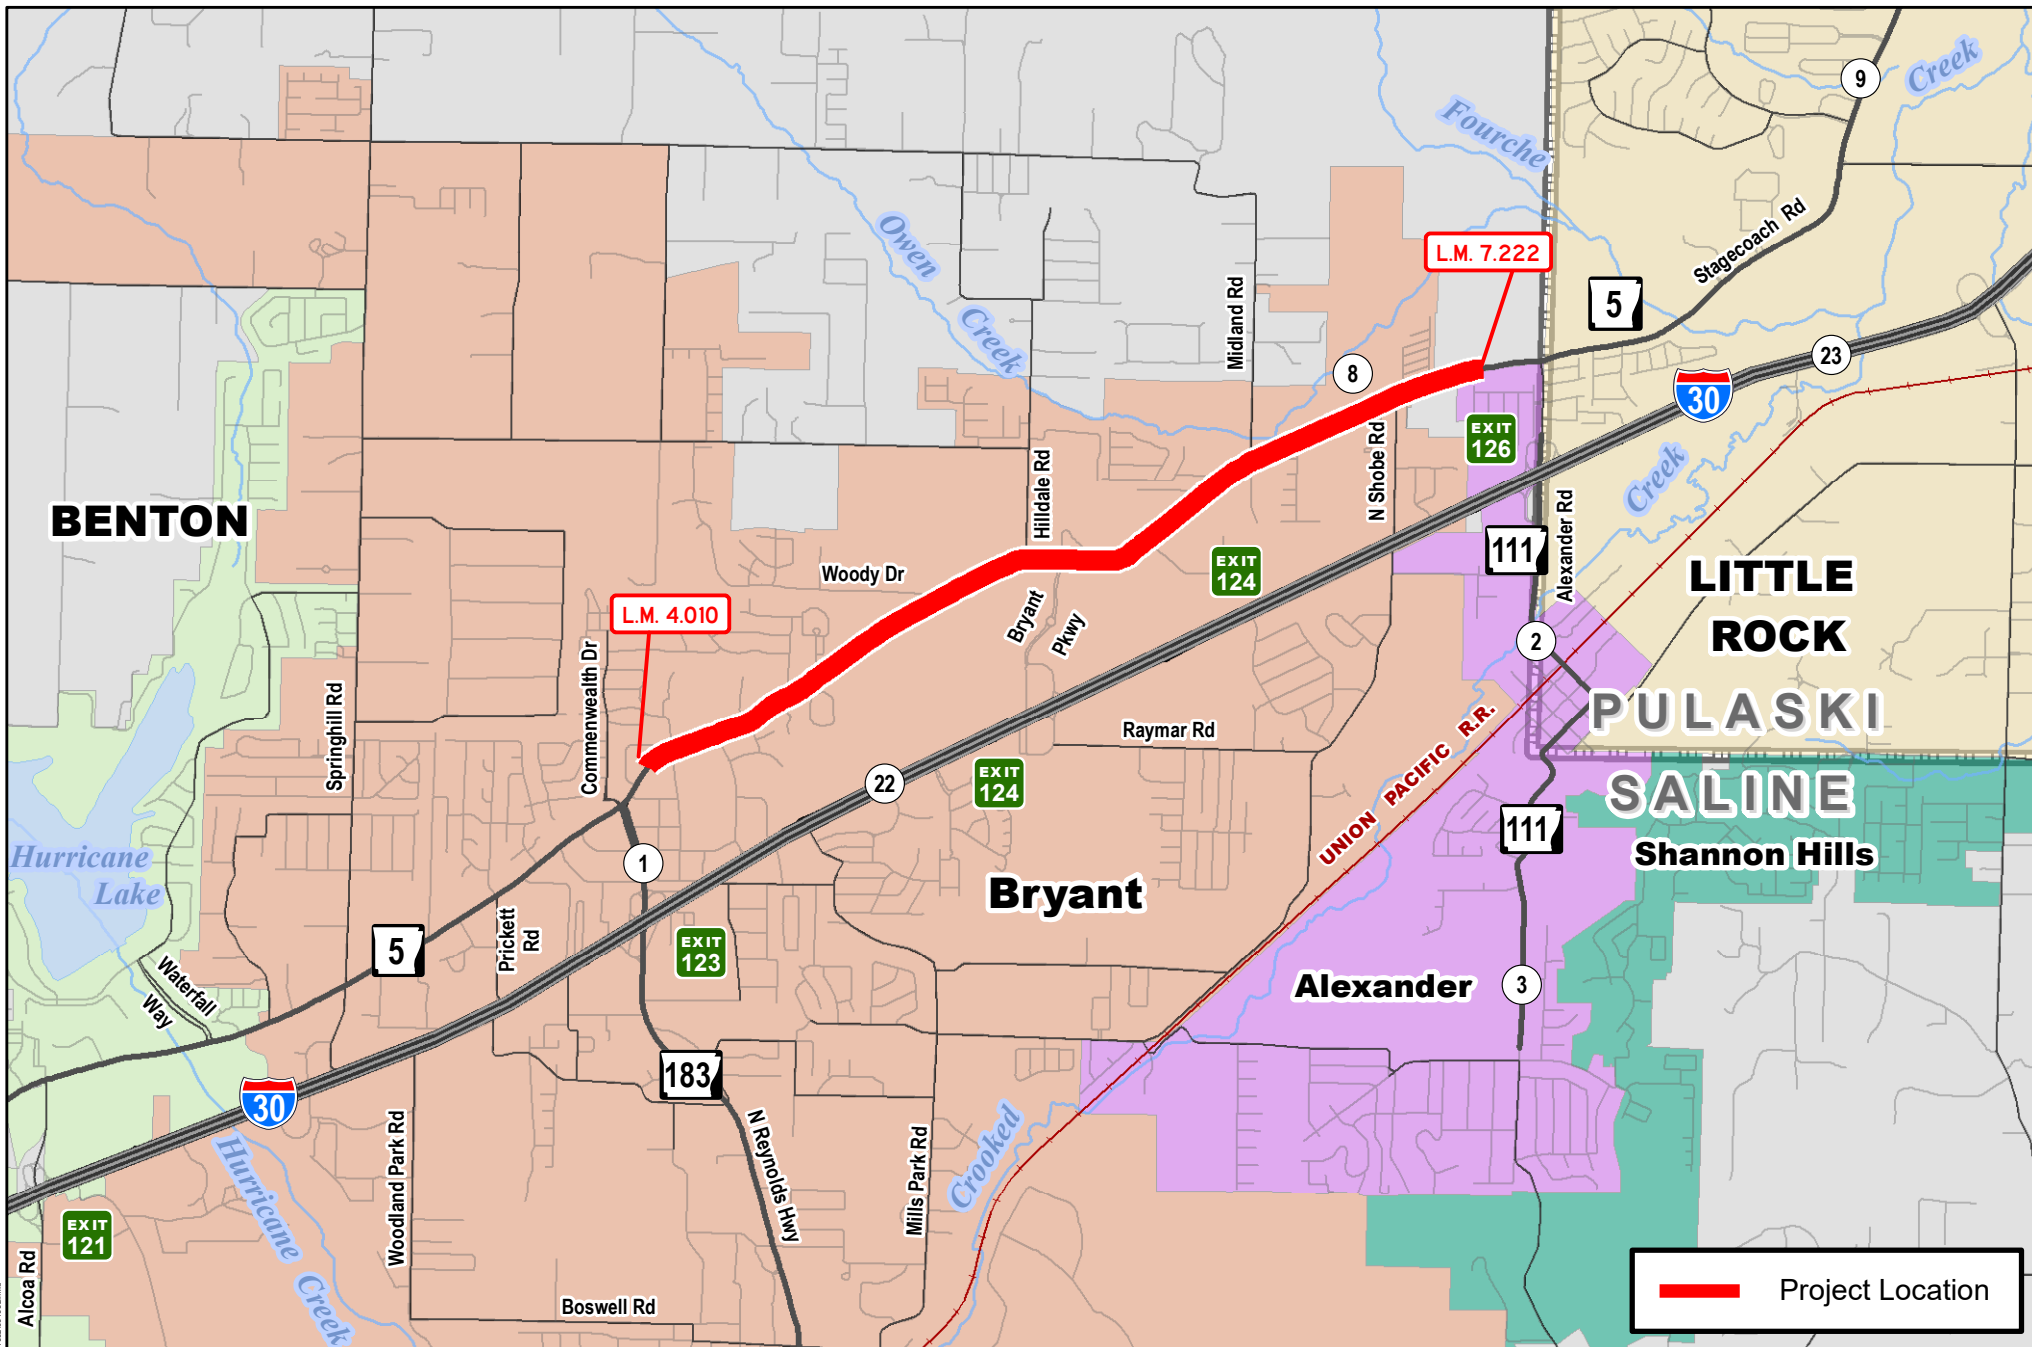 9
Creek
Fourche
Owen
Creek
Midland Rd
L.M. 7.222
Stagecoach Rd
5
8
23
30
EXIT
126
N Shobe Rd
Hilldale Rd
Creek
BENTON
Woody Dr
EXIT
124
111
Alexander Rd
LITTLE
ROCK
L.M. 4.010
Bryant
Pkwy
2
Commonwealth Dr
Springhill Rd
Raymar Rd
PULASKI
UNION PACIFIC R.R.
22
EXIT
124
SALINE
111
Shannon Hills
Hurricane
Lake
1
Bryant
5
Prickett
Rd
EXIT
123
Alexander
3
Waterfall
Way
183
30
N Reynolds Hwy
Woodland Park Rd
Mills Park Rd
Crooked
Hurricane Creek
EXIT
121
Alcoa Rd
Boswell Rd
Project Location